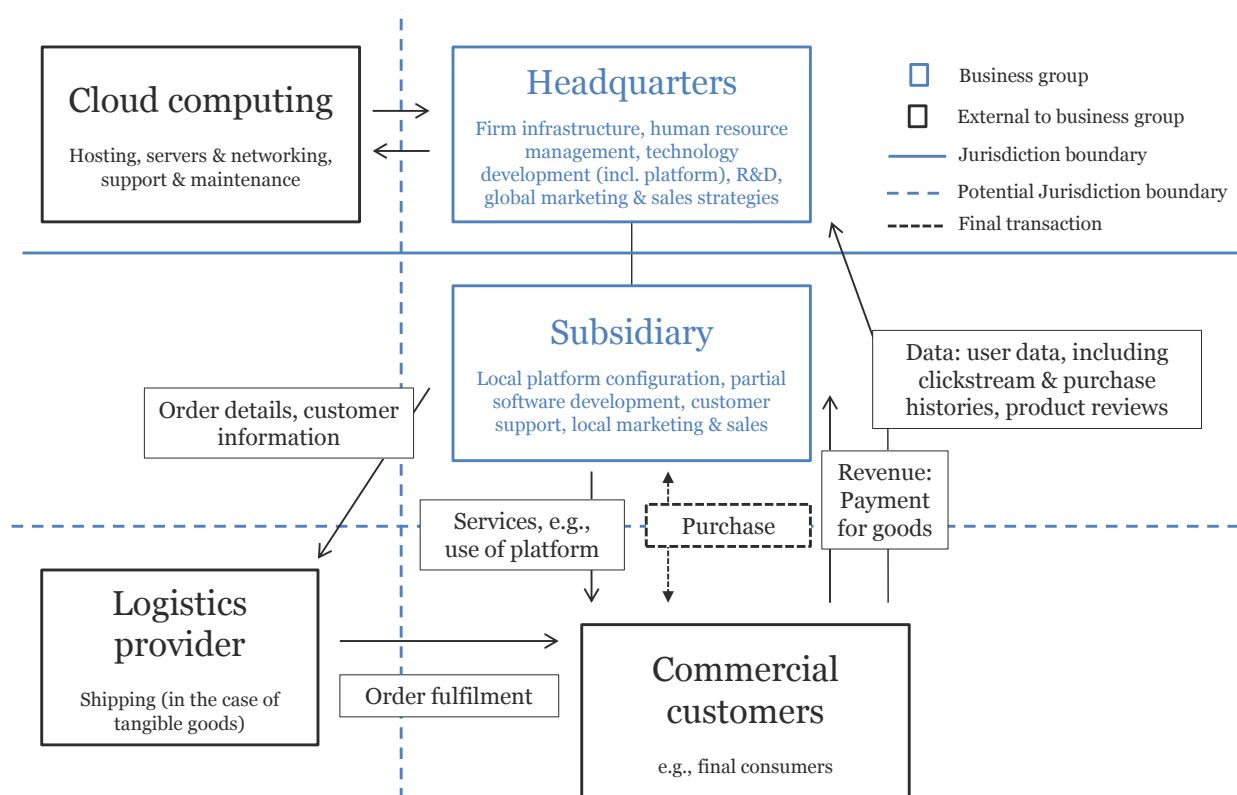 Cloud computing
Hosting, servers & networking,
support & maintenance
Headquarters
Firm infrastructure, human resource
management, technology
development (incl. platform), R&D,
global marketing & sales strategies
Business group
External to business group
Jurisdiction boundary
Potential Jurisdiction boundary
Final transaction
Subsidiary
Local platform configuration, partial
software development, customer
support, local marketing & sales
Data: user data, including
clickstream & purchase
histories, product reviews
Order details, customer
information
Services, e.g.,
use of platform
Purchase
Revenue:
Payment
for goods
Logistics
provider
Shipping (in the case of
tangible goods)
Order fulfilment
Commercial
customers
e.g., final consumers